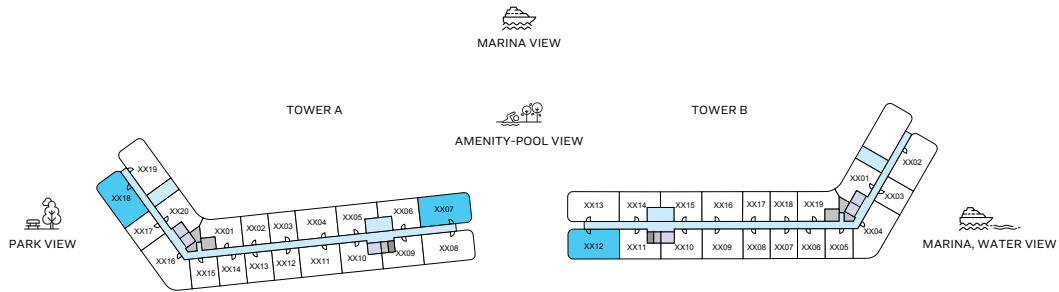 MARINA VIEW
TOWER A
TOWER B
AMENITY-POOL VIEW
PARK VIEW
MARINA, WATER VIEW
XX19
XX18
XX20
XX17
XX16
XX01
XX02
XX03
XX04
XX05
XX06
XX07
XX15
XX14
XX13
XX12
XX11
XX10
XX09
XX08
XX13
XX14
XX15
XX16
XX17
XX18
XX19
XX01
XX02
XX03
XX04
XX12
XX11
XX10
XX09
XX08
XX07
XX06
XX05